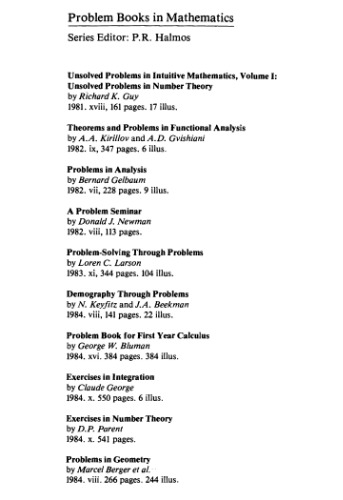 Problem Books in Mathematics
Series Editor: P.R. Halmos
Unsolved Problems in Intuitive Mathematics, Volume I:
Unsolved Problems in Number Theory
by Richard K. Guy
1981. xviii, 161 pages. 17 illus.
Theorems and Problems in Functional Analysis
by A.A. Kirillov and A.D. Gvishiani
1982. ix, 347 pages. 6 illus.
Problems in Analysis
by Bernard Gelbaum
1982. vii, 228 pages. 9 illus.
A Problem Seminar
by Donald J. Newman
1982. viii, 113 pages.
Problem-Solving Through Problems
by Loren C. Larson
1983. xi, 344 pages. 104 illus.
Demography Through Problems
by N. Keyfitz and J.A. Beekman
1984. viii, 141 pages. 22 illus.
Problem Book for First Year Calculus
by George W. Bluman
1984. xvi. 384 pages. 384 illus.
Exercises in Integration
by Claude George
1984. x. 550 pages. 6 illus.
Exercises in Number Theory
by D.P. Parent
1984. x. 541 pages.
Problems in Geometry
by Marcel Berger et al.
1984. viii. 266 pages. 244 illus.